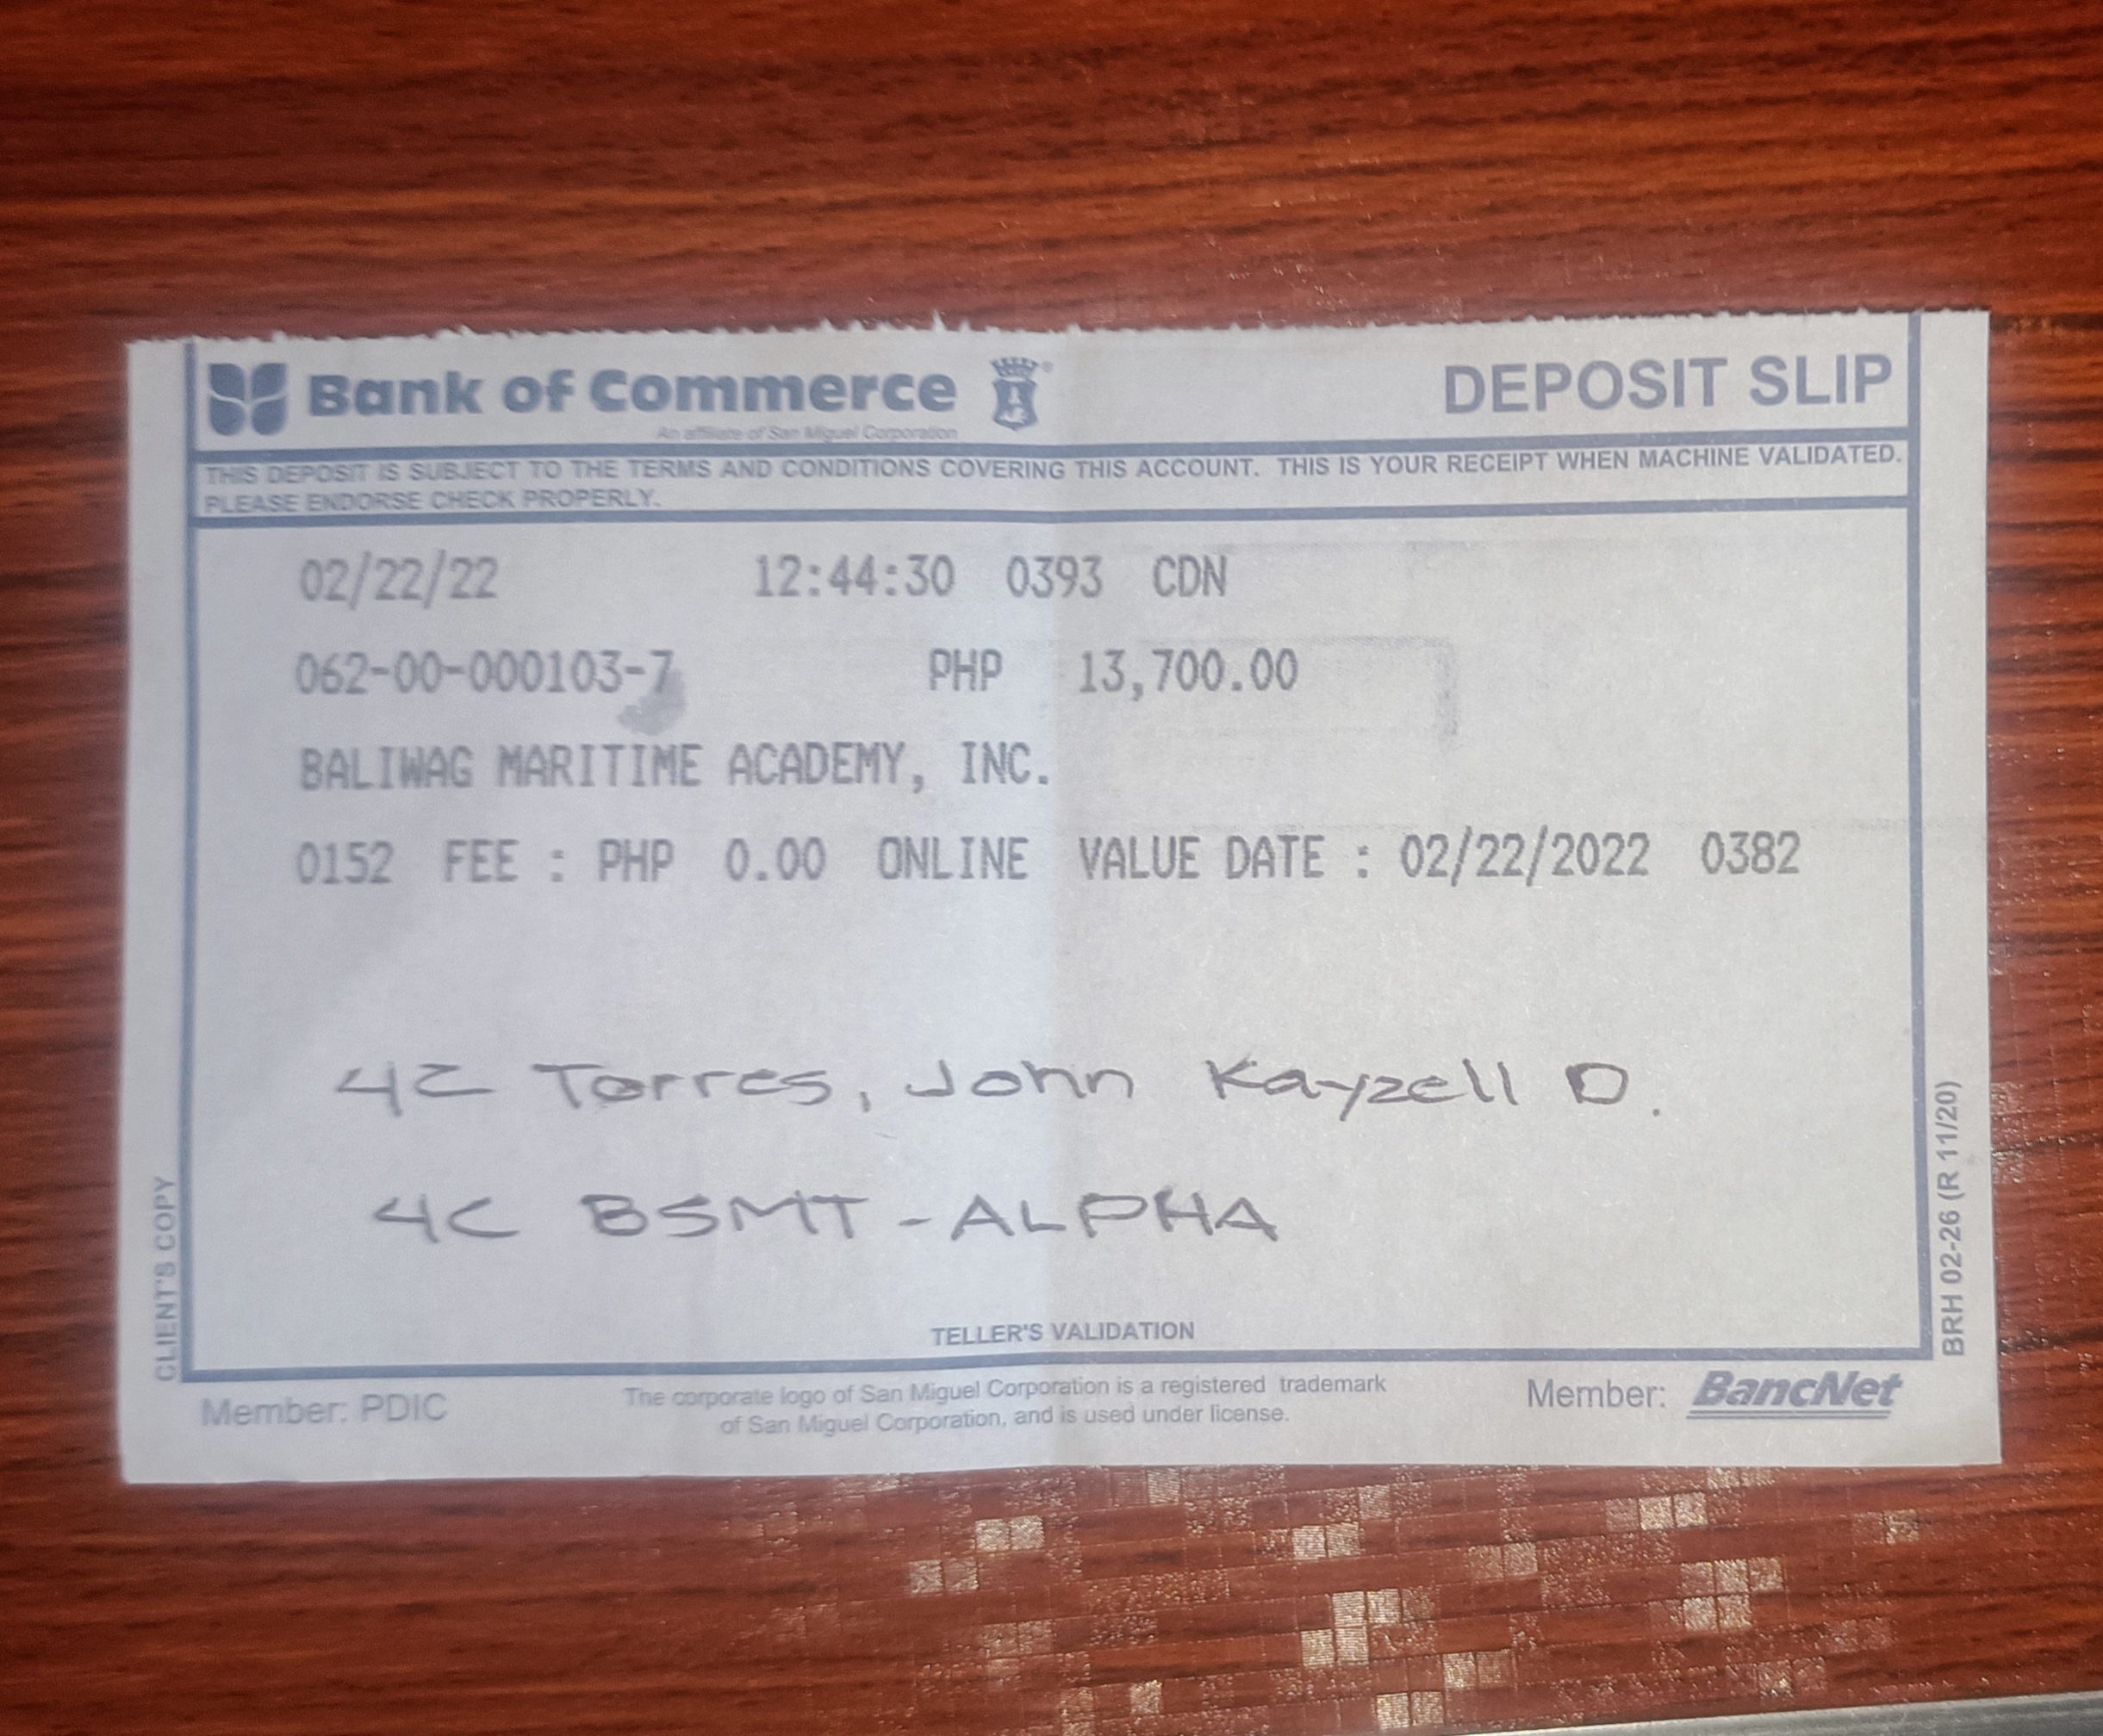 Bank of Commerce
An affiliate of San Miguel Corporation
DEPOSIT SLIP
THIS DEPOSIT IS SUBJECT TO THE TERMS AND CONDITIONS COVERING THIS ACCOUNT. THIS IS YOUR RECEIPT WHEN MACHINE VALIDATED.
PLEASE ENDORSE CHECK PROPERLY.
02/22/22 12:44:30 0393 CDN
062-00-000103-7 PHP 13,700.00
BALIWAG MARITIME ACADEMY, INC.
0152 FEE : PHP 0.00 ONLINE VALUE DATE : 02/22/2022 0382
4C Torres, John Kayzell D.
4C BSMT - ALPHA
TELLER'S VALIDATION
CLIENT'S COPY
BRH 02-26 (R 11/20)
Member: PDIC
The corporate logo of San Miguel Corporation is a registered trademark
of San Miguel Corporation, and is used under license.
Member: BancNet